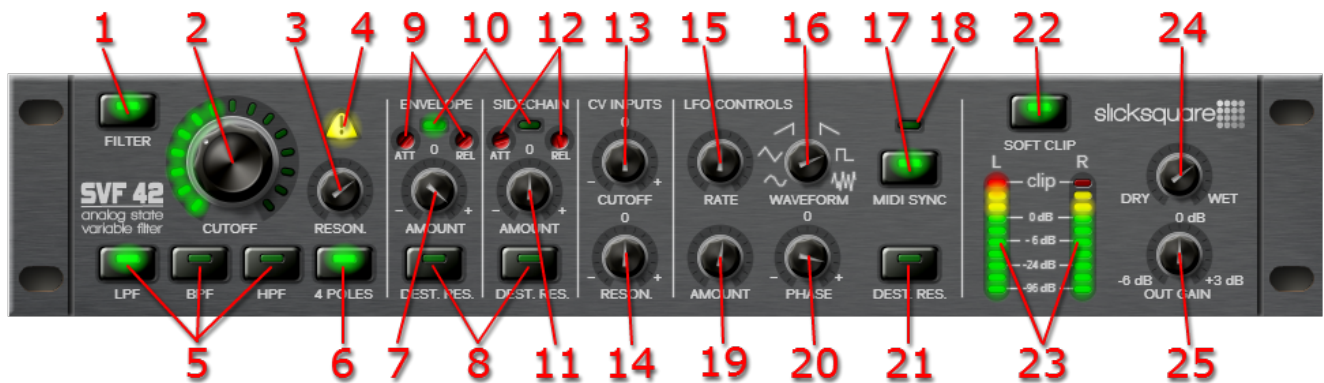 1 2 3 4 9 10 12 13 15 16 17 18 22 24
ENVELOPE SIDECHAIN CV INPUTS LFO CONTROLS
0
slicksquare
FILTER
ATT 0 REL ATT 0 REL
SOFT CLIP
L R
clip
SVF 42
analog state
variable filter
- + - + - +
CUTOFF RESON. AMOUNT AMOUNT CUTOFF RATE WAVEFORM MIDI SYNC
DRY WET
0 0 0 dB
0 dB
-6 dB
-24 dB
-96 dB
- + - +
-6 dB +3 dB
LPF BPF HPF 4 POLES DEST. RES. DEST. RES. RESON. AMOUNT PHASE DEST. RES. OUT GAIN
5 6 7 8 11 14 19 20 21 23 25